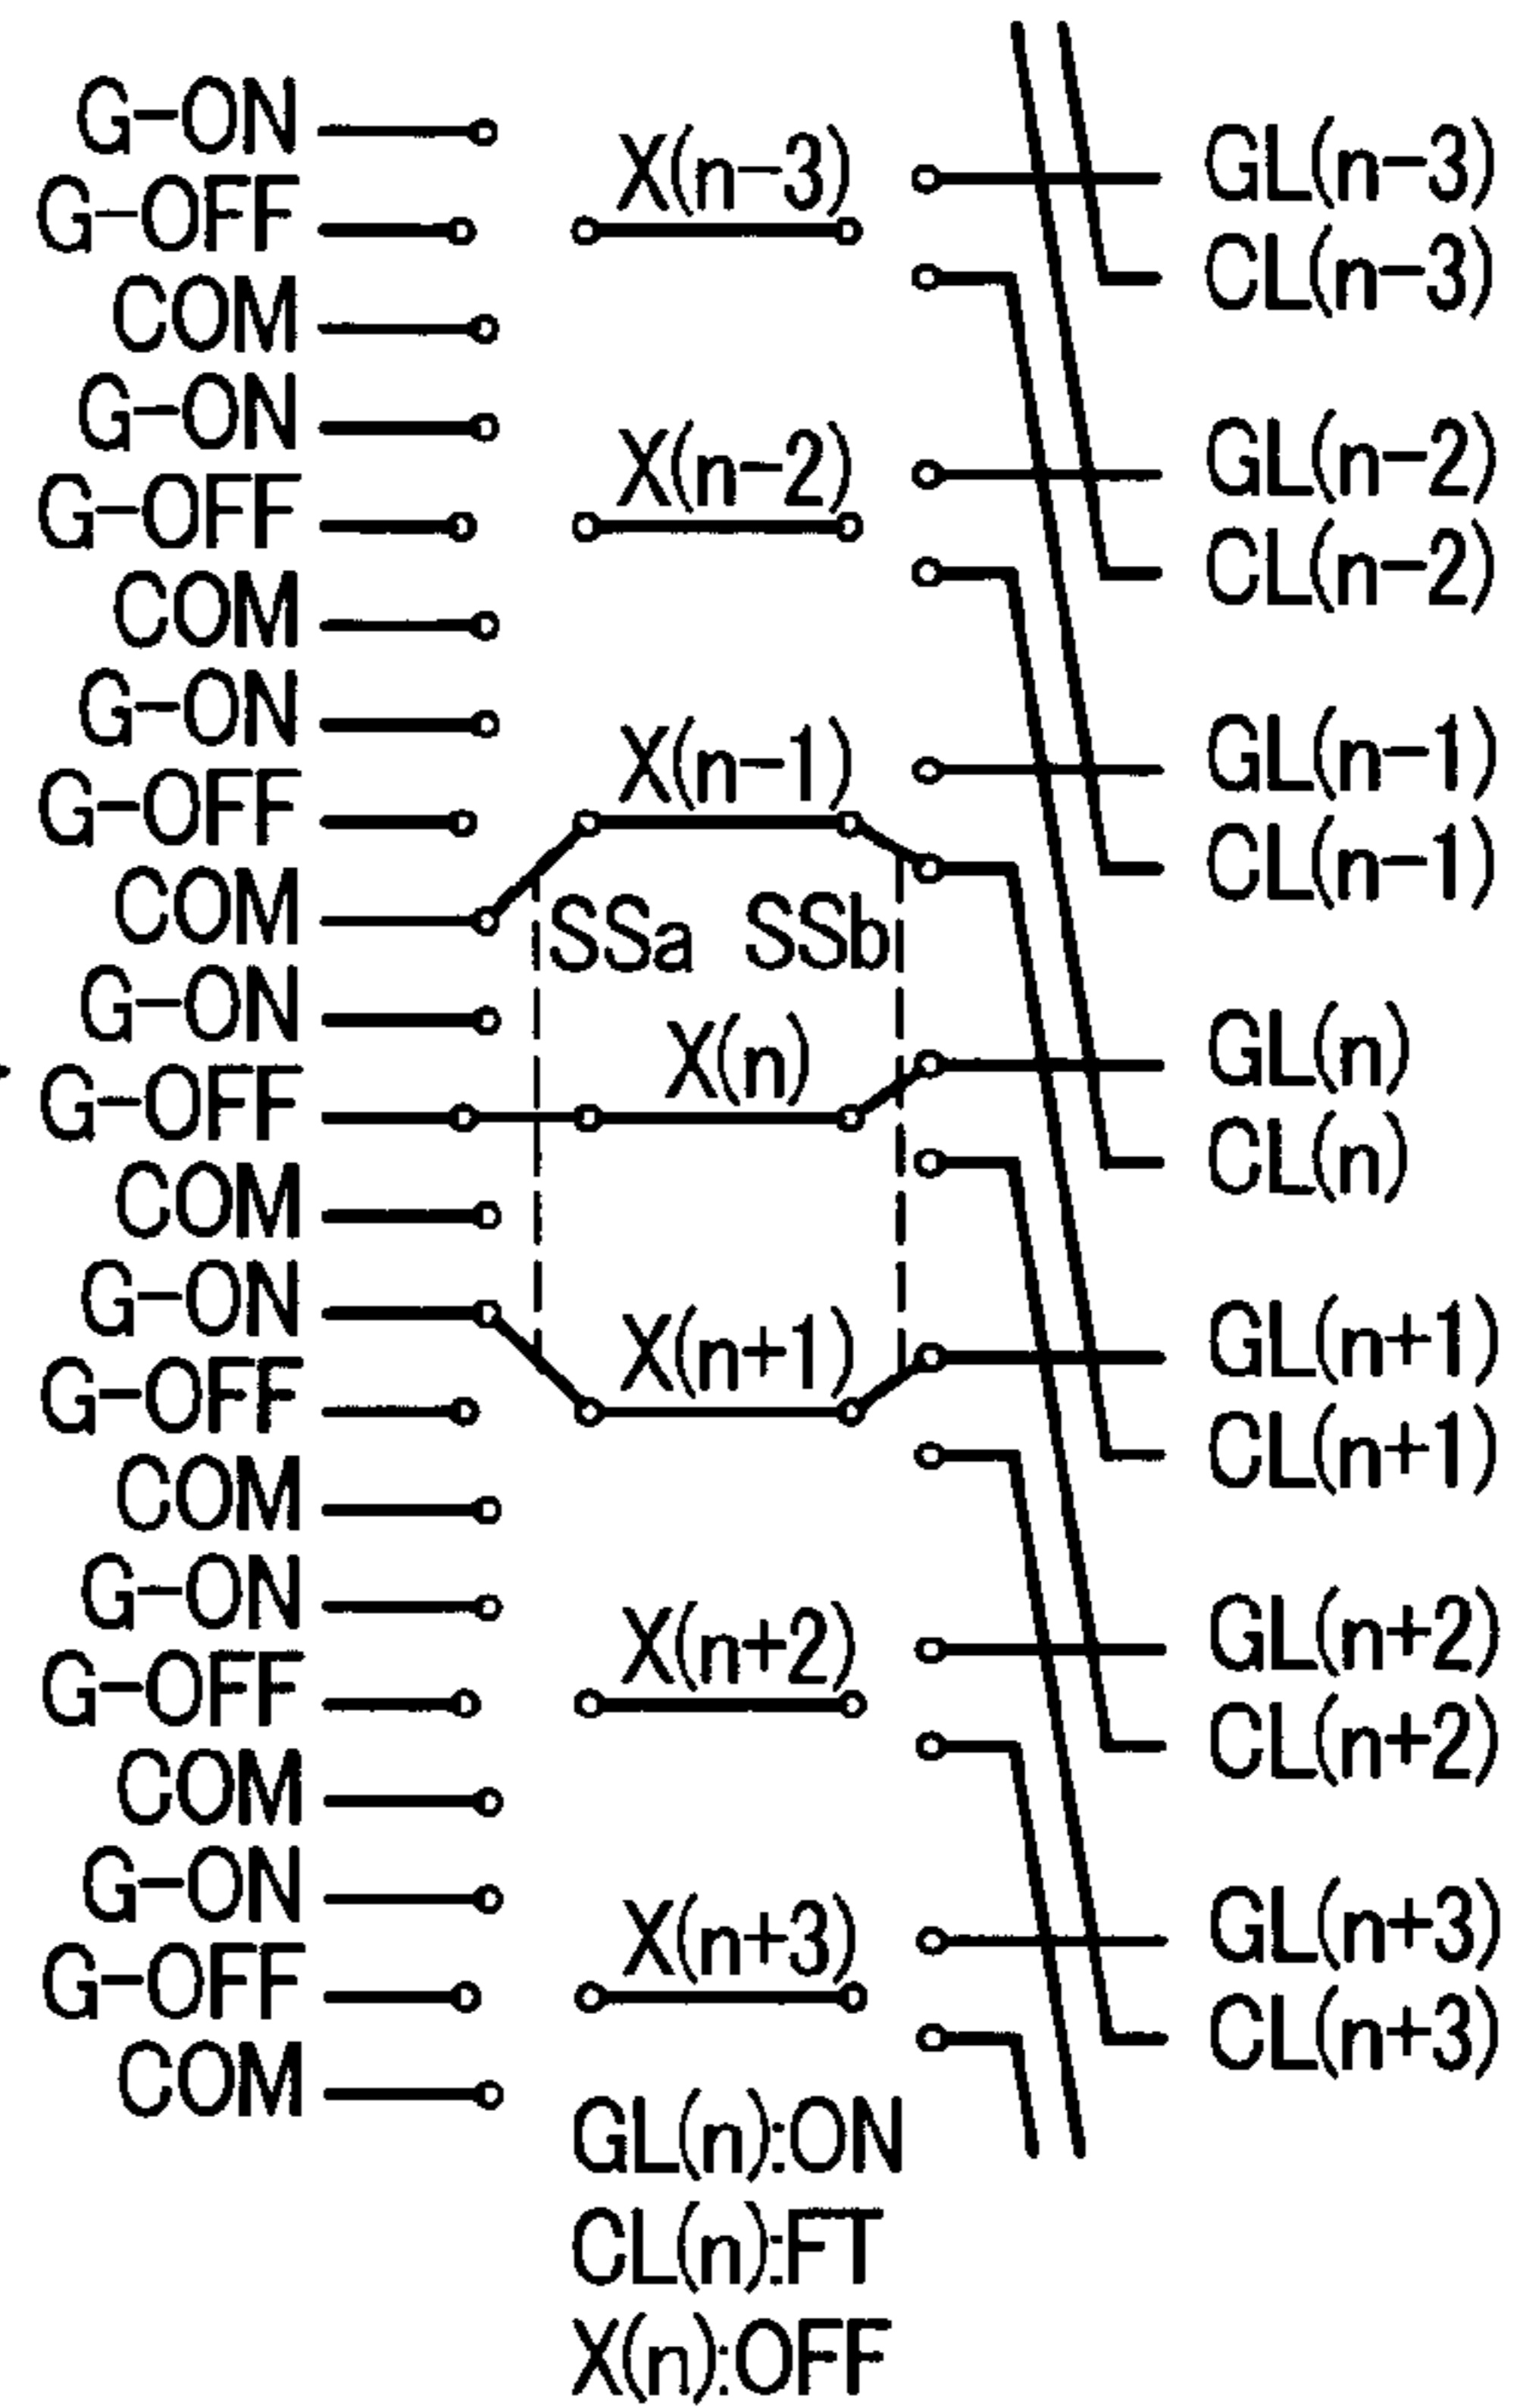 G-ON
X(n-3)
GL(n-3)
G-OFF
CL(n-3)
COM
G-ON
X(n-2)
GL(n-2)
G-OFF
CL(n-2)
COM
G-ON
X(n-1)
GL(n-1)
G-OFF
CL(n-1)
COM
SSa SSb
G-ON
X(n)
GL(n)
G-OFF
CL(n)
COM
G-ON
X(n+1)
GL(n+1)
G-OFF
CL(n+1)
COM
G-ON
X(n+2)
GL(n+2)
G-OFF
CL(n+2)
COM
G-ON
X(n+3)
GL(n+3)
G-OFF
CL(n+3)
COM
GL(n):ON
CL(n):FT
X(n):OFF